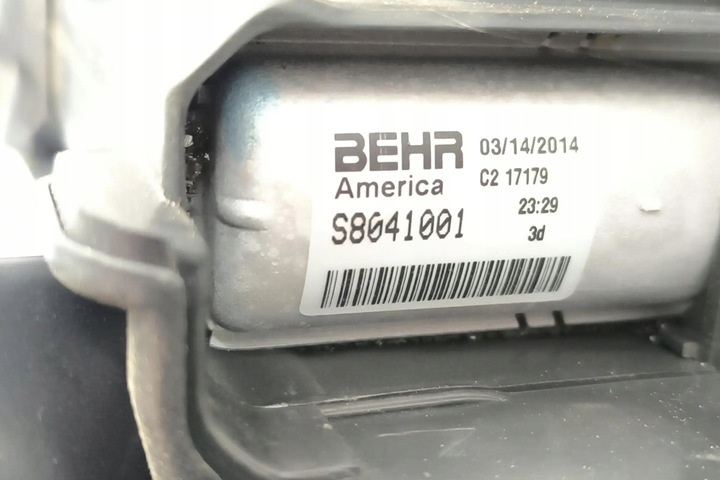 BEHR
America
S8041001
03/14/2014
C2 17179
23:29
3d